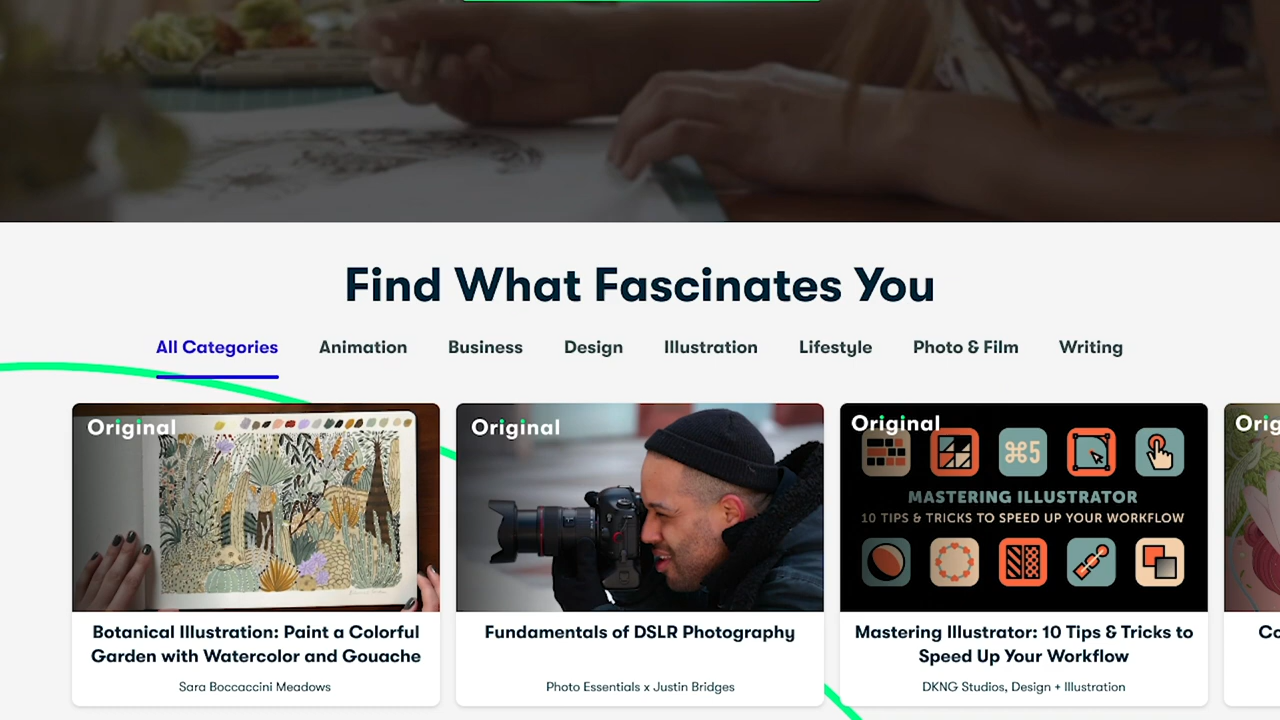 Find What Fascinates You
All Categories Animation Business Design Illustration Lifestyle Photo & Film Writing
Original
Botanical Illustration: Paint a Colorful
Garden with Watercolor and Gouache
Sara Boccaccini Meadows
Original
Fundamentals of DSLR Photography
Photo Essentials x Justin Bridges
Original
⌘5
MASTERING ILLUSTRATOR
10 TIPS & TRICKS TO SPEED UP YOUR WORKFLOW
Mastering Illustrator: 10 Tips & Tricks to
Speed Up Your Workflow
DKNG Studios, Design + Illustration